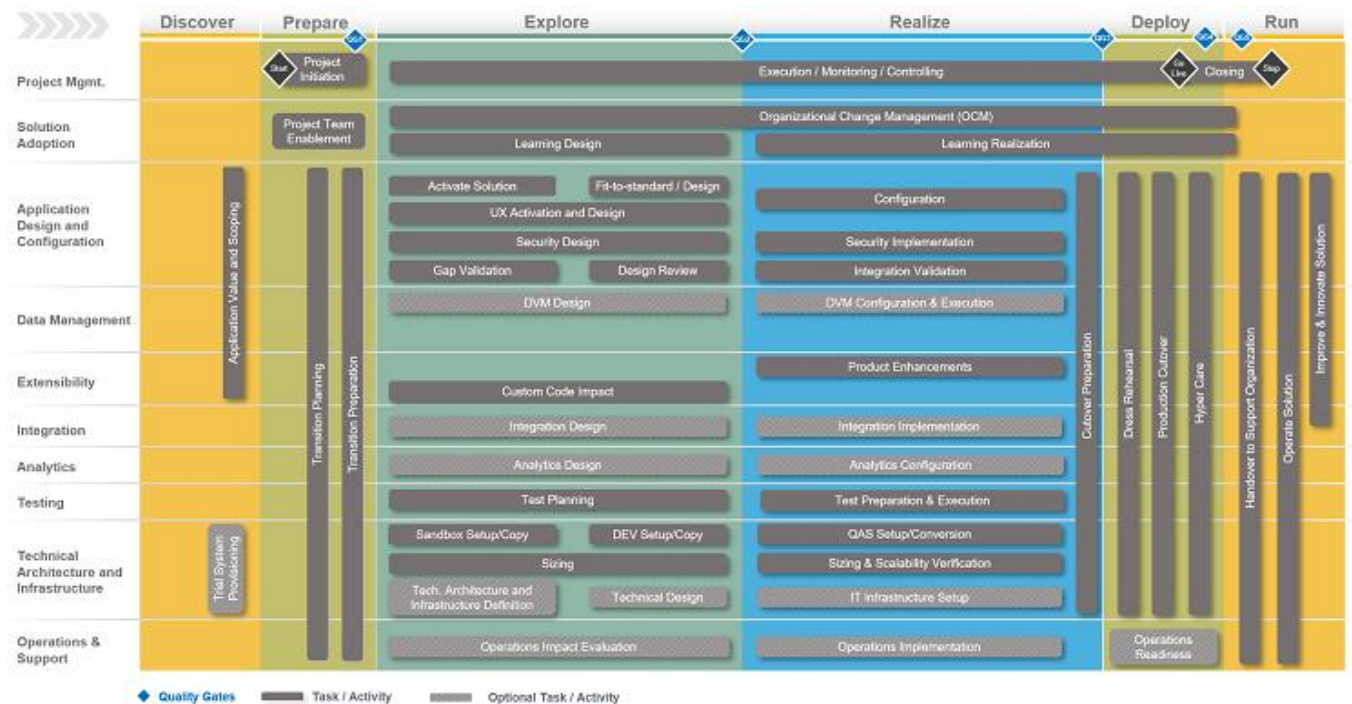 Discover
Prepare
Explore
Realize
Deploy
Run
Project Mgmt.
Start
Project
Initiation
Execution / Monitoring / Controlling
Go
Live
Closing
Stop
Solution
Adoption
Project Team
Enablement
Organizational Change Management (OCM)
Learning Design
Learning Realization
Application
Design and
Configuration
Application Value and Scoping
Transition Planning
Transition Preparation
Activate Solution
Fit-to-standard / Design
Configuration
UX Activation and Design
Security Design
Security Implementation
Gap Validation
Design Review
Integration Validation
Cutover Preparation
Dress Rehearsal
Production Cutover
Hyper Care
Handover to Support Organization
Operate Solution
Improve & Innovate Solution
Data Management
DVM Design
DVM Configuration & Execution
Extensibility
Product Enhancements
Custom Code Impact
Integration
Integration Design
Integration Implementation
Analytics
Analytics Design
Analytics Configuration
Testing
Test Planning
Test Preparation & Execution
Technical
Architecture and
Infrastructure
Trial System
Provisioning
Sandbox Setup/Copy
DEV Setup/Copy
QAS Setup/Conversion
Sizing
Sizing & Scalability Verification
Tech. Architecture and
Infrastructure Definition
Technical Design
IT Infrastructure Setup
Operations &
Support
Operations Impact Evaluation
Operations Implementation
Operations
Readiness
Quality Gates
Task / Activity
Optional Task / Activity